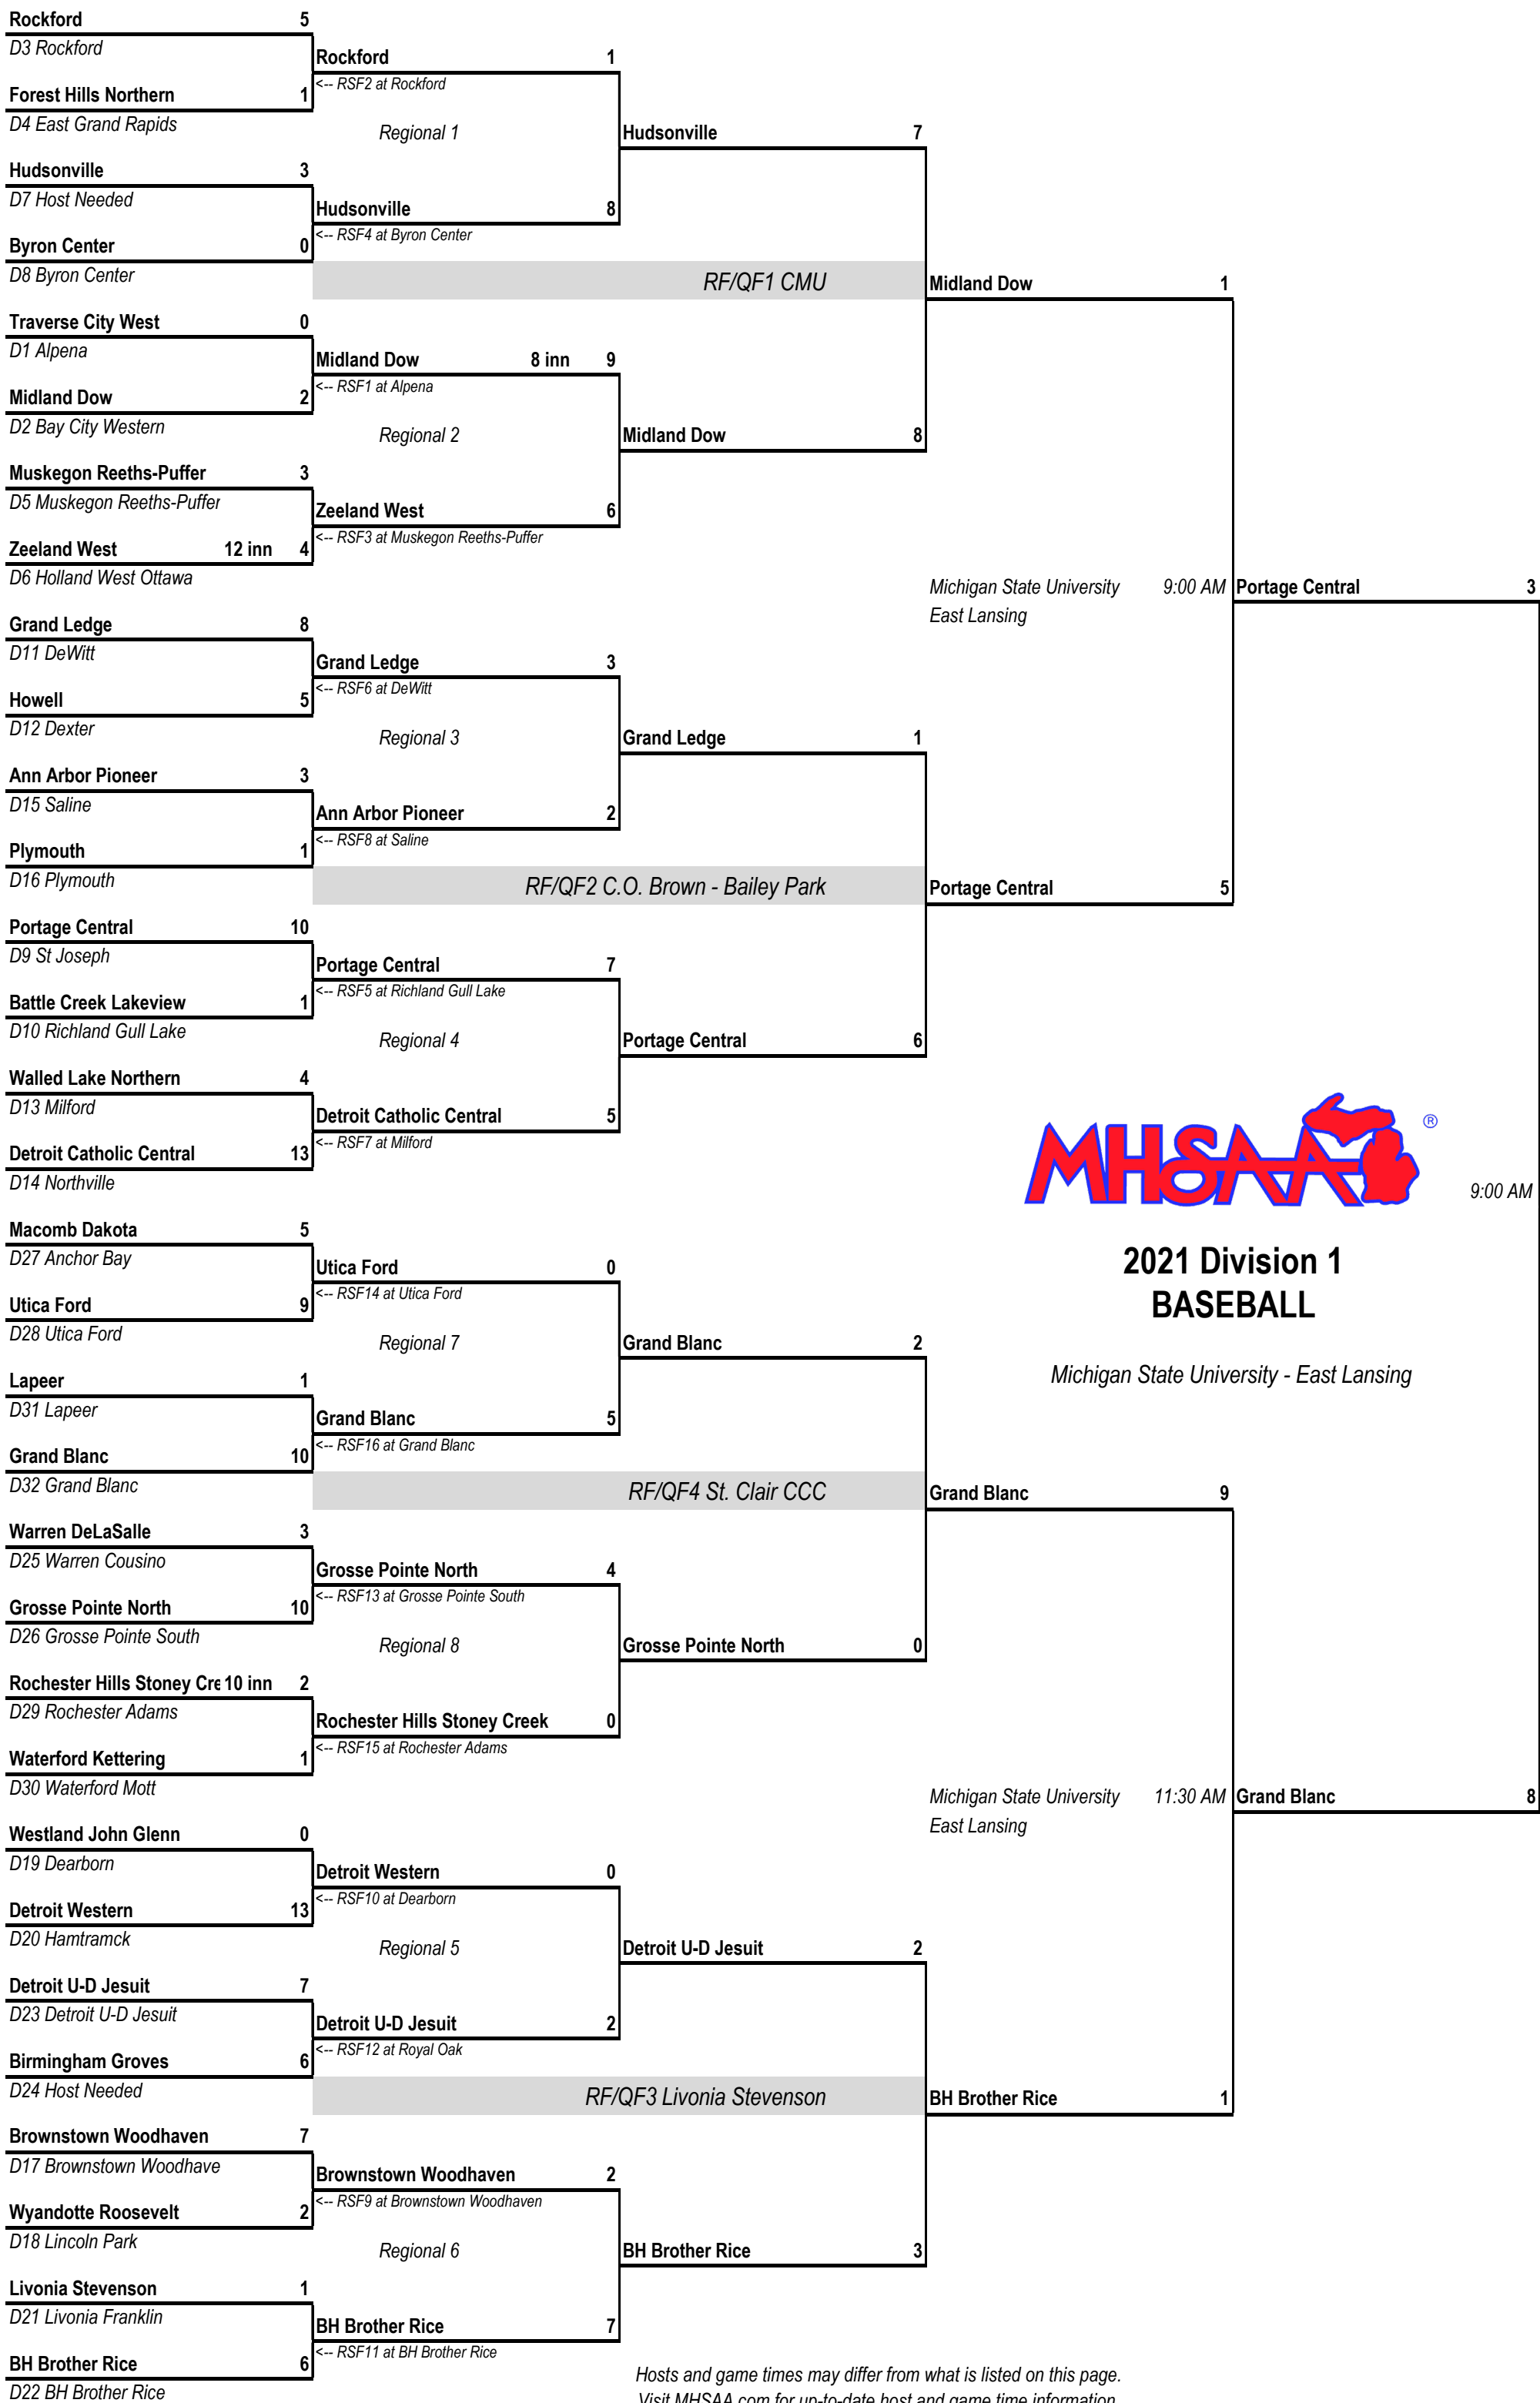 Rockford 5
D3 Rockford
Rockford 1
<-- RSF2 at Rockford
Forest Hills Northern 1
D4 East Grand Rapids
Regional 1
Hudsonville 7
Hudsonville 3
D7 Host Needed
Hudsonville 8
<-- RSF4 at Byron Center
Byron Center 0
D8 Byron Center
RF/QF1 CMU
Midland Dow 1
Traverse City West 0
D1 Alpena
Midland Dow 8 inn 9
<-- RSF1 at Alpena
Midland Dow 2
D2 Bay City Western
Regional 2
Midland Dow 8
Muskegon Reeths-Puffer 3
D5 Muskegon Reeths-Puffer
Zeeland West 6
<-- RSF3 at Muskegon Reeths-Puffer
Zeeland West 12 inn 4
D6 Holland West Ottawa
Michigan State University 9:00 AM
East Lansing
Portage Central 3
Grand Ledge 8
D11 DeWitt
Grand Ledge 3
<-- RSF6 at DeWitt
Howell 5
D12 Dexter
Regional 3
Grand Ledge 1
Ann Arbor Pioneer 3
D15 Saline
Ann Arbor Pioneer 2
<-- RSF8 at Saline
Plymouth 1
D16 Plymouth
RF/QF2 C.O. Brown - Bailey Park
Portage Central 5
Portage Central 10
D9 St Joseph
Portage Central 7
<-- RSF5 at Richland Gull Lake
Battle Creek Lakeview 1
D10 Richland Gull Lake
Regional 4
Portage Central 6
Walled Lake Northern 4
D13 Milford
Detroit Catholic Central 5
<-- RSF7 at Milford
Detroit Catholic Central 13
D14 Northville
MHSAA ®
9:00 AM
2021 Division 1
BASEBALL
Michigan State University - East Lansing
Macomb Dakota 5
D27 Anchor Bay
Utica Ford 0
<-- RSF14 at Utica Ford
Utica Ford 9
D28 Utica Ford
Regional 7
Grand Blanc 2
Lapeer 1
D31 Lapeer
Grand Blanc 5
<-- RSF16 at Grand Blanc
Grand Blanc 10
D32 Grand Blanc
RF/QF4 St. Clair CCC
Grand Blanc 9
Warren DeLaSalle 3
D25 Warren Cousino
Grosse Pointe North 4
<-- RSF13 at Grosse Pointe South
Grosse Pointe North 10
D26 Grosse Pointe South
Regional 8
Grosse Pointe North 0
Rochester Hills Stoney Cre 10 inn 2
D29 Rochester Adams
Rochester Hills Stoney Creek 0
<-- RSF15 at Rochester Adams
Waterford Kettering 1
D30 Waterford Mott
Michigan State University 11:30 AM
East Lansing
Grand Blanc 8
Westland John Glenn 0
D19 Dearborn
Detroit Western 0
<-- RSF10 at Dearborn
Detroit Western 13
D20 Hamtramck
Regional 5
Detroit U-D Jesuit 2
Detroit U-D Jesuit 7
D23 Detroit U-D Jesuit
Detroit U-D Jesuit 2
<-- RSF12 at Royal Oak
Birmingham Groves 6
D24 Host Needed
RF/QF3 Livonia Stevenson
BH Brother Rice 1
Brownstown Woodhaven 7
D17 Brownstown Woodhave
Brownstown Woodhaven 2
<-- RSF9 at Brownstown Woodhaven
Wyandotte Roosevelt 2
D18 Lincoln Park
Regional 6
BH Brother Rice 3
Livonia Stevenson 1
D21 Livonia Franklin
BH Brother Rice 7
<-- RSF11 at BH Brother Rice
BH Brother Rice 6
D22 BH Brother Rice
Hosts and game times may differ from what is listed on this page.
Visit MHSAA.com for up-to-date host and game time information.